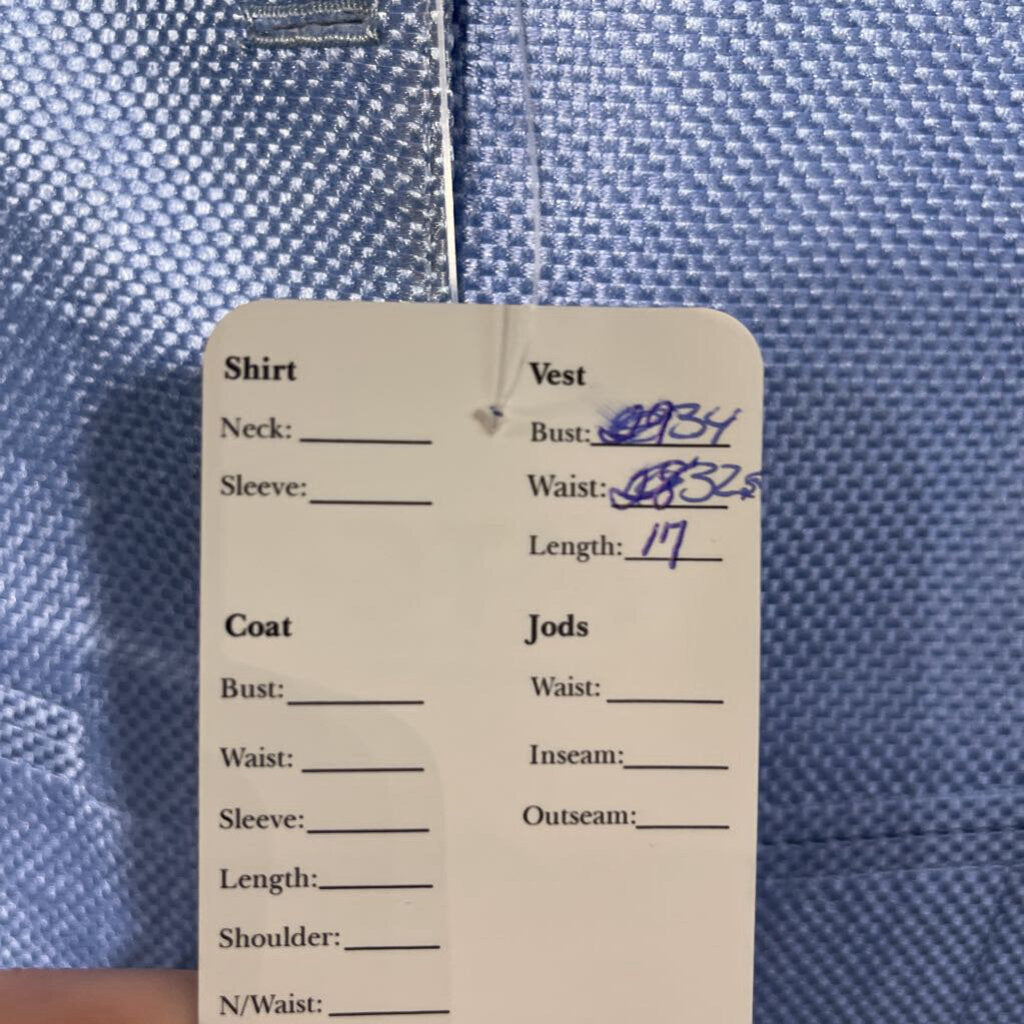 Shirt
Neck:
Sleeve:
Vest
Bust: 34
Waist: 32.5
Length: 17
Coat
Bust:
Waist:
Sleeve:
Length:
Shoulder:
N/Waist:
Jods
Waist:
Inseam:
Outseam: